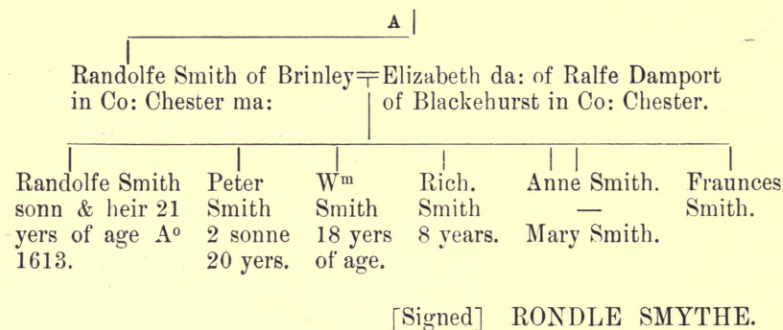 A
Randolfe Smith of Brinley Elizabeth da: of Ralfe Damport
in Co: Chester ma: of Blackehurst in Co: Chester.
Randolfe Smith Peter Wm Rich. Anne Smith. Fraunces
sonn & heir 21 Smith Smith Smith — Smith.
yers of age Ao 2 sonne 18 yers 8 years. Mary Smith.
1613. 20 yers. of age.
[Signed] RONDLE SMYTHE.